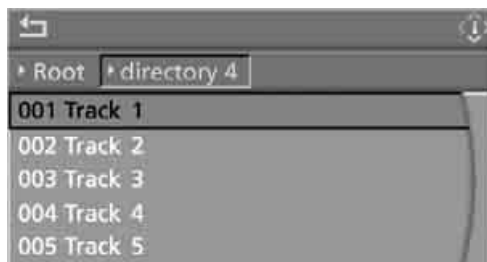 Root directory 4
001 Track 1
002 Track 2
003 Track 3
004 Track 4
005 Track 5